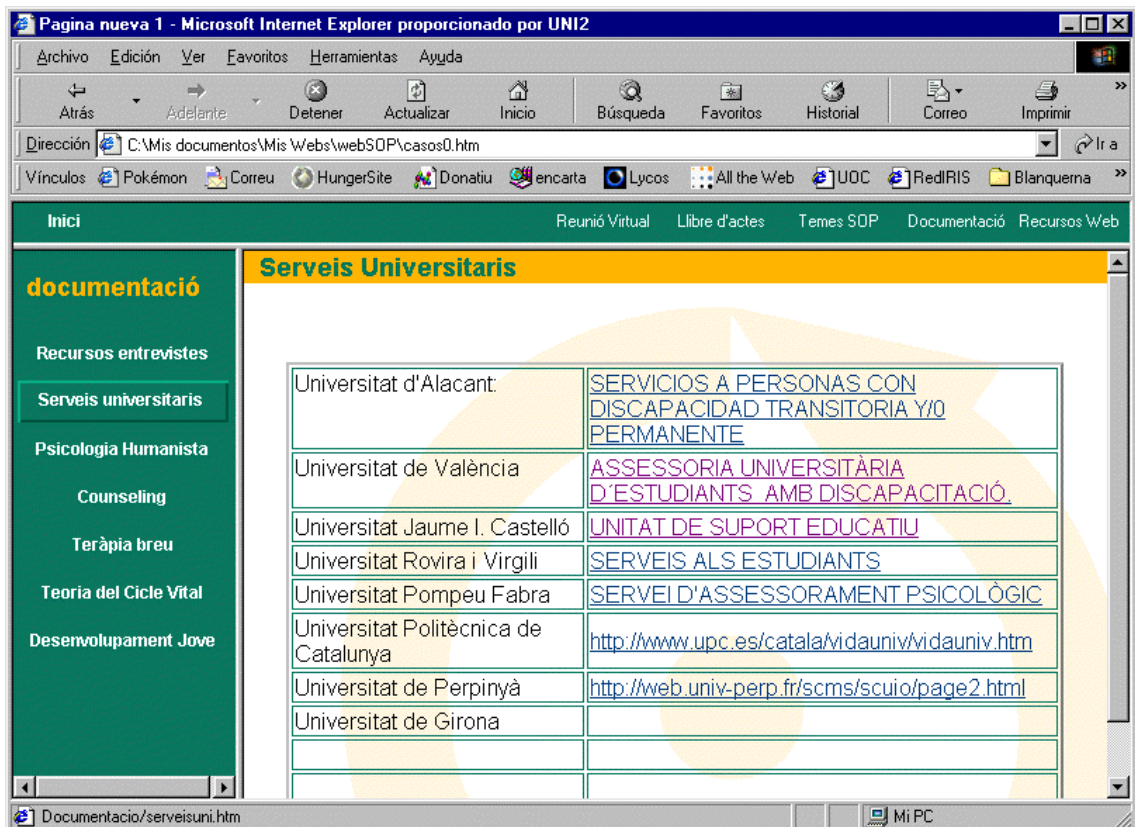 Pagina nueva 1 - Microsoft Internet Explorer proporcionado por UNI2
Archivo Edición Ver Favoritos Herramientas Ayuda
Atrás Adelante Detener Actualizar Inicio Búsqueda Favoritos Historial Correo Imprimir »
Dirección C:\Mis documentos\Mis Webs\webSOP\casos0.htm Ir a
Vínculos Pokémon Correu HungerSite Donatiu encarta Lycos All the Web UOC RedIRIS Blanquerna »
Inici Reunió Virtual Llibre d'actes Temes SOP Documentació Recursos Web
documentació
Recursos entrevistes
Serveis universitaris
Psicologia Humanista
Counseling
Teràpia breu
Teoria del Cicle Vital
Desenvolupament Jove
Serveis Universitaris
Universitat d'Alacant: SERVICIOS A PERSONAS CON
DISCAPACIDAD TRANSITORIA Y/0
PERMANENTE
Universitat de València ASSESSORIA UNIVERSITÀRIA
D´ESTUDIANTS AMB DISCAPACITACIÓ.
Universitat Jaume I. Castelló UNITAT DE SUPORT EDUCATIU
Universitat Rovira i Virgili SERVEIS ALS ESTUDIANTS
Universitat Pompeu Fabra SERVEI D'ASSESSORAMENT PSICOLÒGIC
Universitat Politècnica de
Catalunya http://www.upc.es/catala/vidauniv/vidauniv.htm
Universitat de Perpinyà http://web.univ-perp.fr/scms/scuio/page2.html
Universitat de Girona
Documentacio/serveisuni.htm Mi PC